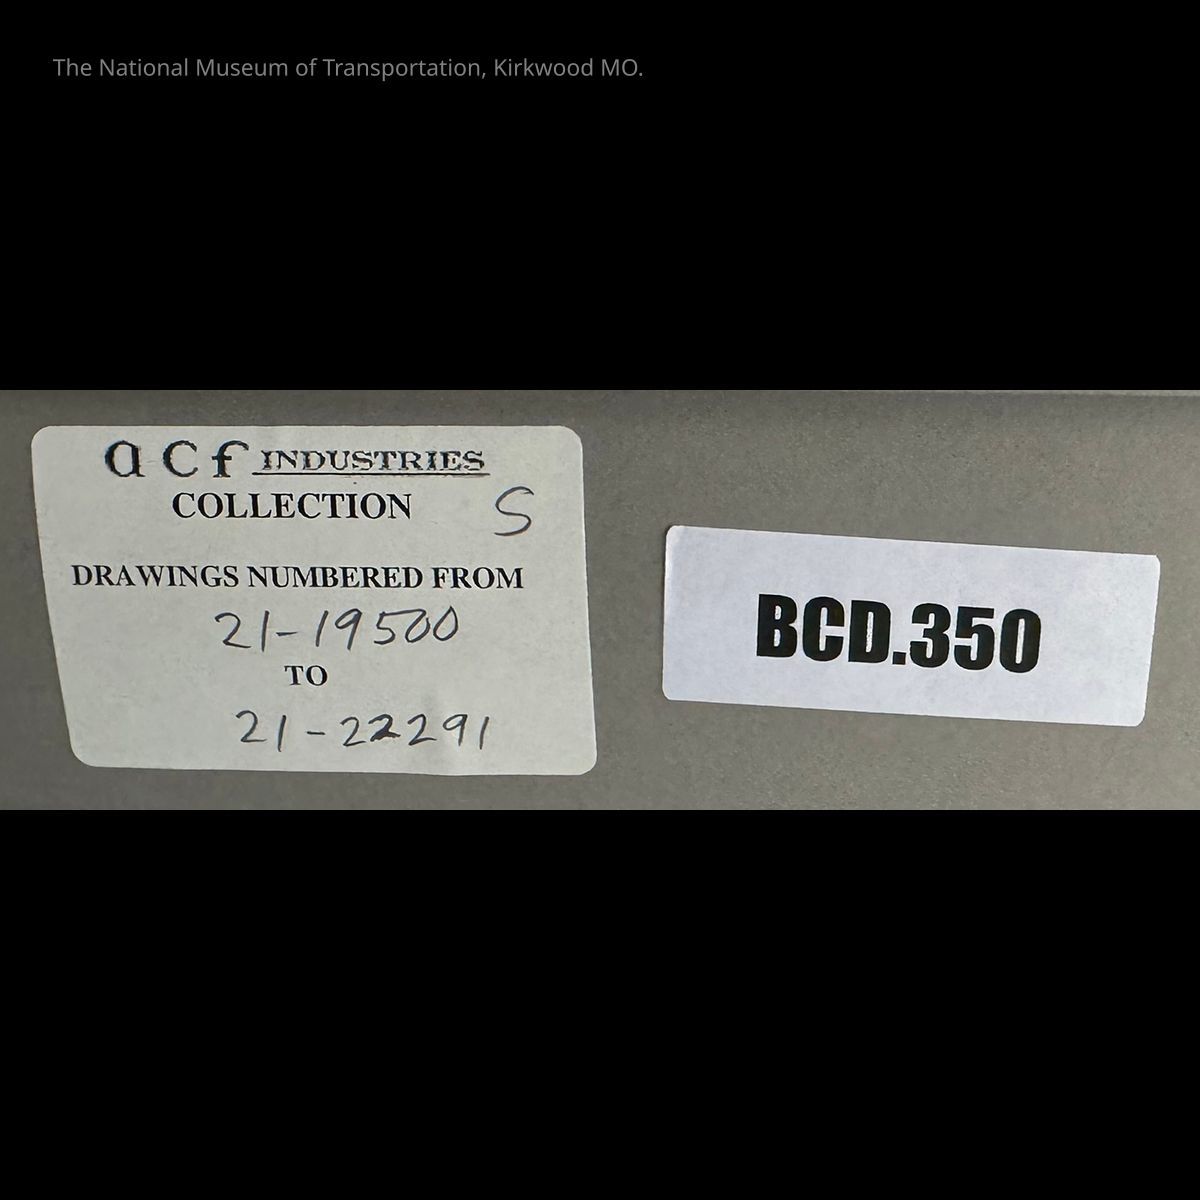 The National Museum of Transportation, Kirkwood MO.
acf INDUSTRIES
COLLECTION S
DRAWINGS NUMBERED FROM
21-19500
TO
21-22291
BCD.350